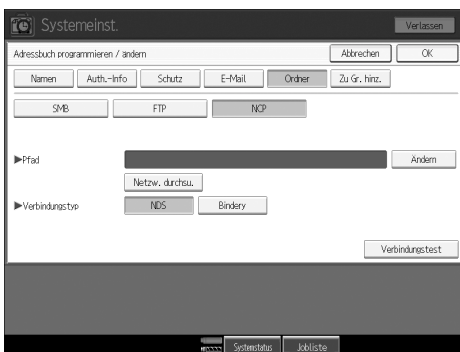 Systemeinst. Verlassen
Adressbuch programmieren / ändern Abbrechen OK
Namen Auth.-Info Schutz E-Mail Ordner Zu Gr. hinz.
SMB FTP NCP
▶Pfad Ändern
Netzw. durchsu.
▶Verbindungstyp NDS Bindery
Verbindungstest
Systemstatus Jobliste